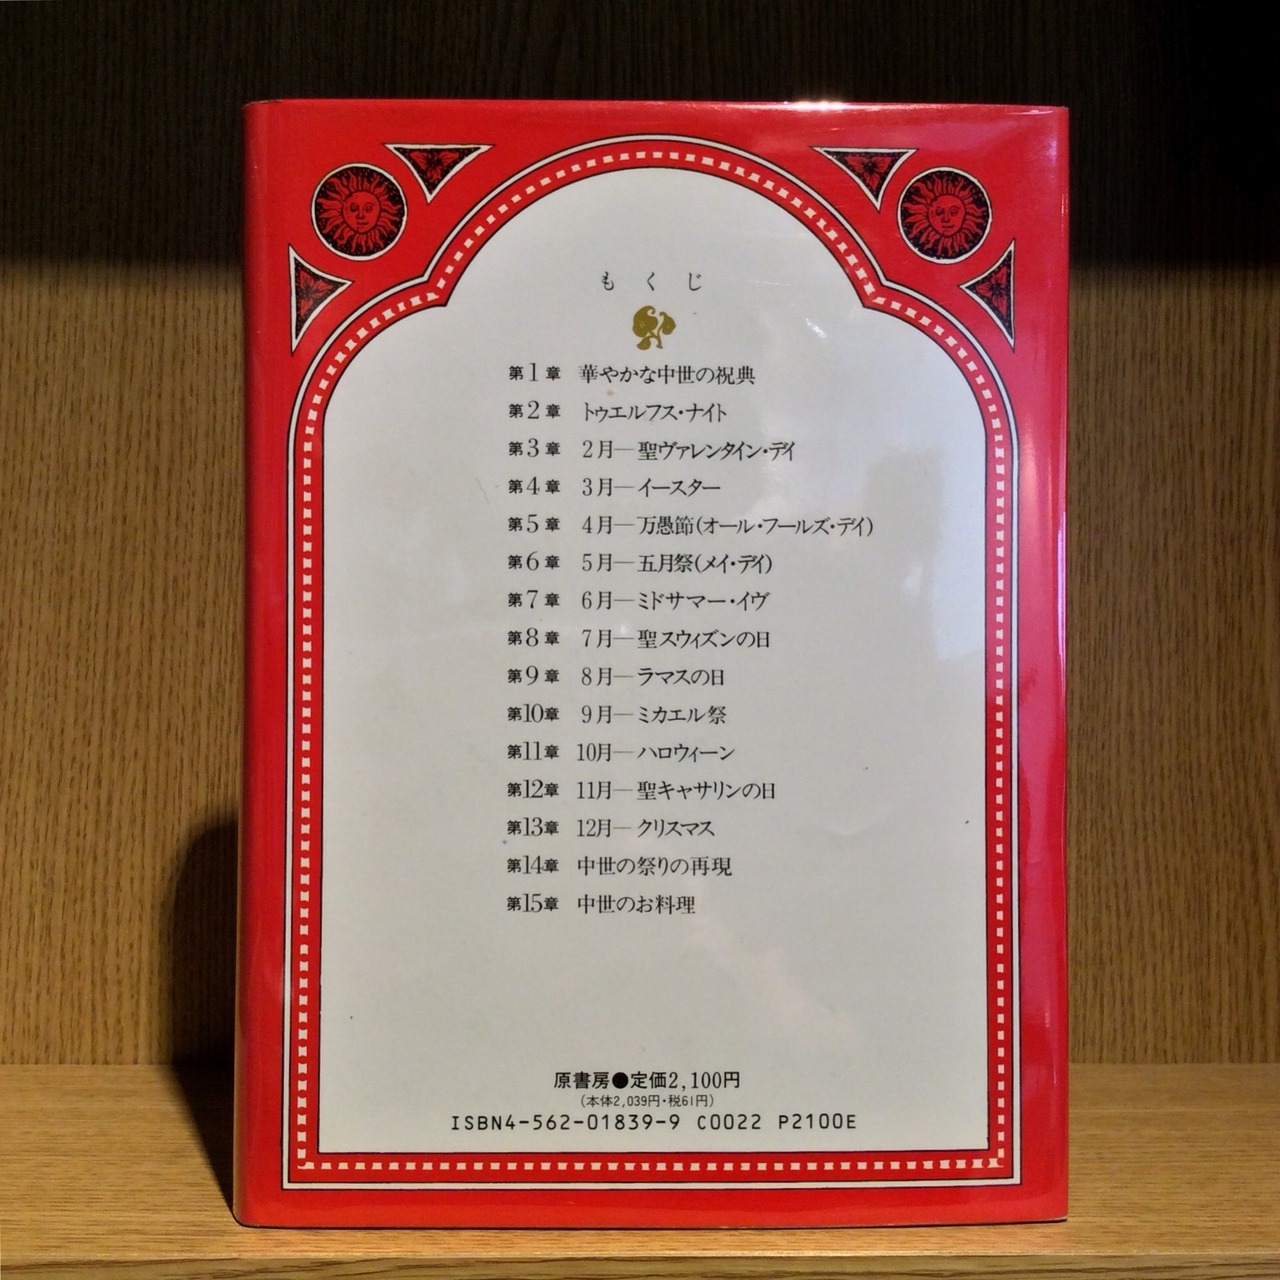 もくじ
第1章 華やかな中世の祝典
第2章 トゥエルフス・ナイト
第3章 2月―聖ヴァレンタイン・デイ
第4章 3月―イースター
第5章 4月―万愚節(オール・フールズ・デイ)
第6章 5月―五月祭(メイ・デイ)
第7章 6月―ミドサマー・イヴ
第8章 7月―聖スウィズンの日
第9章 8月―ラマスの日
第10章 9月―ミカエル祭
第11章 10月―ハロウィーン
第12章 11月―聖キャサリンの日
第13章 12月―クリスマス
第14章 中世の祭りの再現
第15章 中世のお料理
原書房●定価2,100円
(本体2,039円・税61円)
ISBN4-562-01839-9 C0022 P2100E